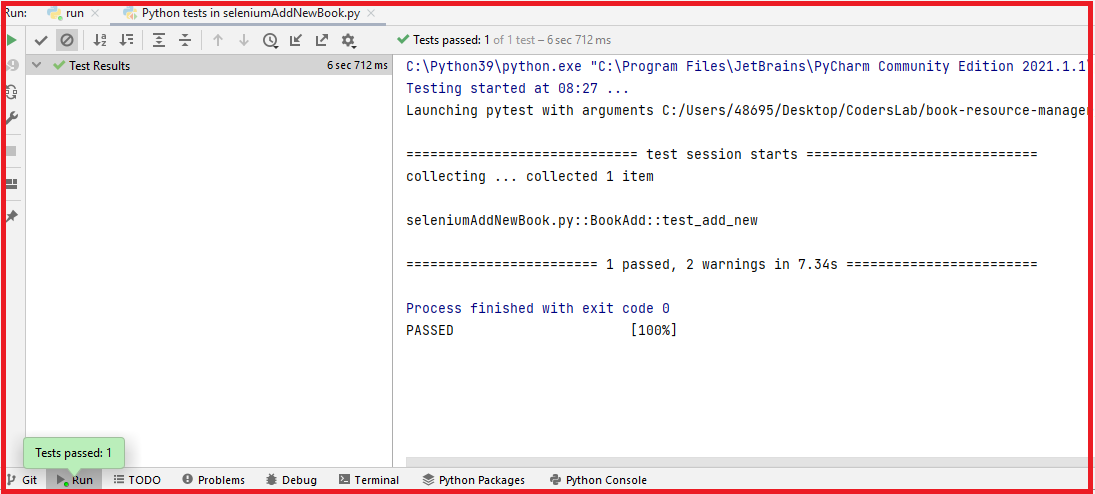 Run: run Python tests in seleniumAddNewBook.py
Tests passed: 1 of 1 test – 6 sec 712 ms
Test Results 6 sec 712 ms
C:\Python39\python.exe "C:\Program Files\JetBrains\PyCharm Community Edition 2021.1.1\
Testing started at 08:27 ...
Launching pytest with arguments C:/Users/48695/Desktop/CodersLab/book-resource-manager
============================= test session starts =============================
collecting ... collected 1 item
seleniumAddNewBook.py::BookAdd::test_add_new
======================== 1 passed, 2 warnings in 7.34s ========================
Process finished with exit code 0
PASSED [100%]
Tests passed: 1
Git Run TODO Problems Debug Terminal Python Packages Python Console